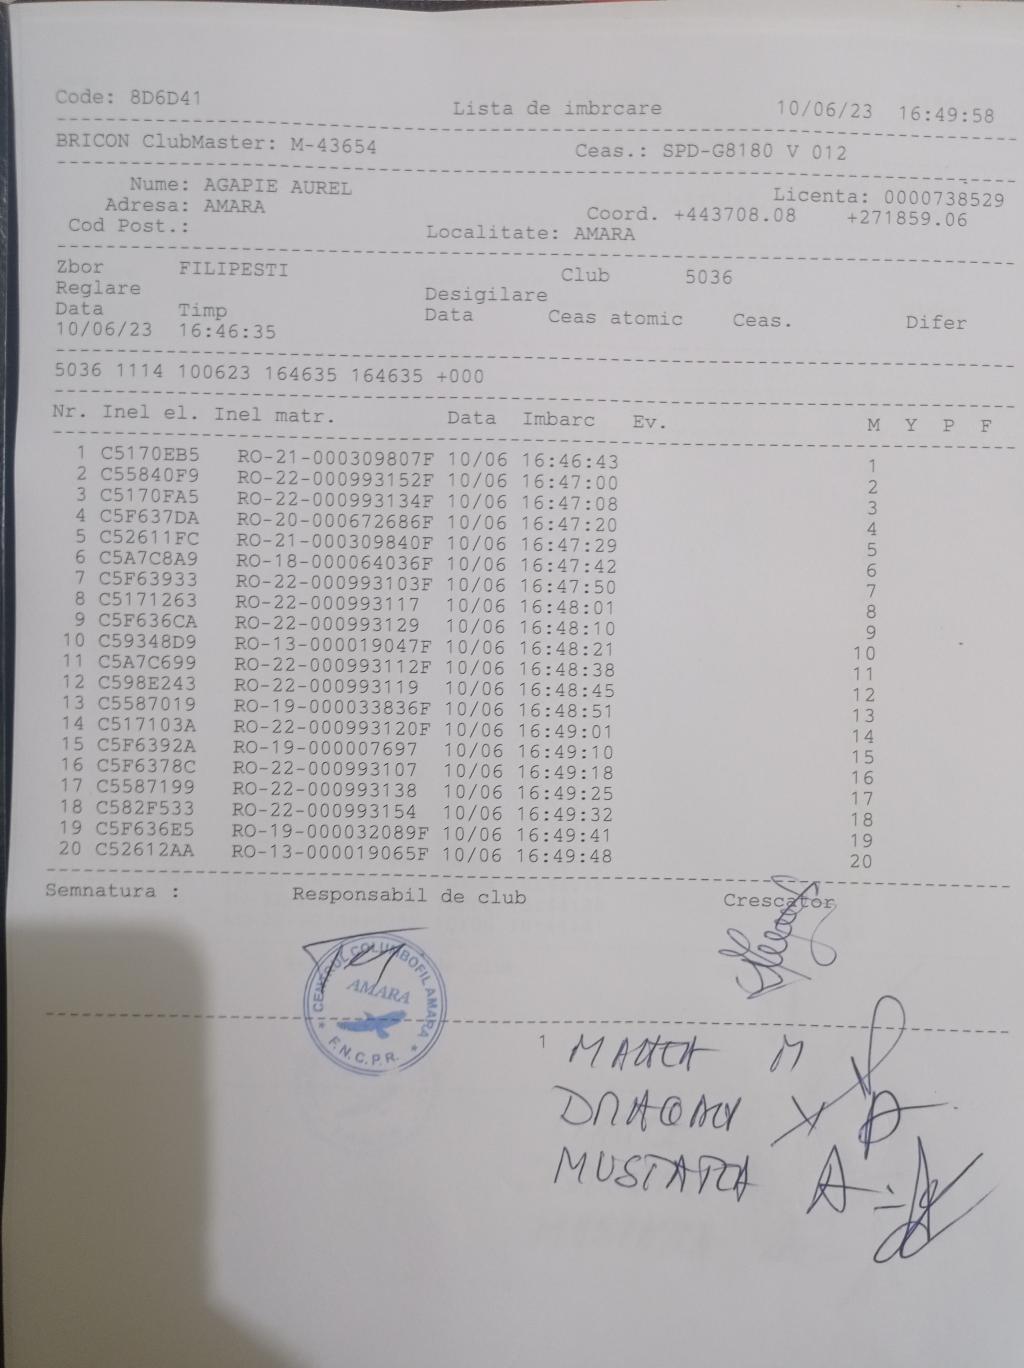 Code: 8D6D41 Lista de imbrcare 10/06/23 16:49:58
BRICON ClubMaster: M-43654 Ceas.: SPD-G8180 V 012
Nume: AGAPIE AUREL Licenta: 0000738529
Adresa: AMARA Coord. +443708.08 +271859.06
Cod Post.: Localitate: AMARA
Zbor FILIPESTI Club 5036
Reglare Desigilare
Data Timp Data Ceas atomic Ceas. Difer
10/06/23 16:46:35
5036 1114 100623 164635 164635 +000
Nr. Inel el. Inel matr. Data Imbarc Ev. M Y P F
1 C5170EB5 RO-21-000309807F 10/06 16:46:43 1
2 C55840F9 RO-22-000993152F 10/06 16:47:00 2
3 C5170FA5 RO-22-000993134F 10/06 16:47:08 3
4 C5F637DA RO-20-000672686F 10/06 16:47:20 4
5 C52611FC RO-21-000309840F 10/06 16:47:29 5
6 C5A7C8A9 RO-18-000064036F 10/06 16:47:42 6
7 C5F63933 RO-22-000993103F 10/06 16:47:50 7
8 C5171263 RO-22-000993117 10/06 16:48:01 8
9 C5F636CA RO-22-000993129 10/06 16:48:10 9
10 C59348D9 RO-13-000019047F 10/06 16:48:21 10
11 C5A7C699 RO-22-000993112F 10/06 16:48:38 11
12 C598E243 RO-22-000993119 10/06 16:48:45 12
13 C5587019 RO-19-000033836F 10/06 16:48:51 13
14 C517103A RO-22-000993120F 10/06 16:49:01 14
15 C5F6392A RO-19-000007697 10/06 16:49:10 15
16 C5F6378C RO-22-000993107 10/06 16:49:18 16
17 C5587199 RO-22-000993138 10/06 16:49:25 17
18 C582F533 RO-22-000993154 10/06 16:49:32 18
19 C5F636E5 RO-19-000032089F 10/06 16:49:41 19
20 C52612AA RO-13-000019065F 10/06 16:49:48 20
Semnatura : Responsabil de club Crescator
CENTRUL COLUMBOFIL AMARA
AMARA
* F.N.C.P.R. *
1
M
MUSTATEA A